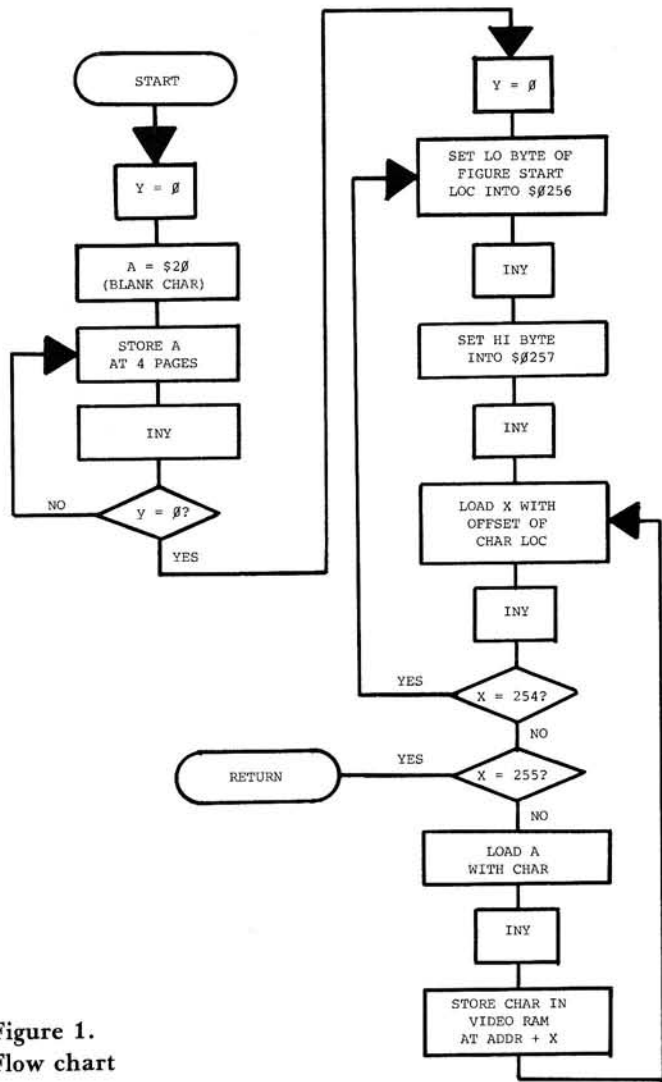 START
Y = Ø
A = $2Ø
(BLANK CHAR)
STORE A
AT 4 PAGES
INY
NO
y = Ø?
YES
Y = Ø
SET LO BYTE OF
FIGURE START
LOC INTO $Ø256
INY
SET HI BYTE
INTO $Ø257
INY
LOAD X WITH
OFFSET OF
CHAR LOC
INY
YES
X = 254?
NO
YES
X = 255?
RETURN
NO
LOAD A
WITH CHAR
INY
STORE CHAR IN
VIDEO RAM
AT ADDR + X
Figure 1.
Flow chart